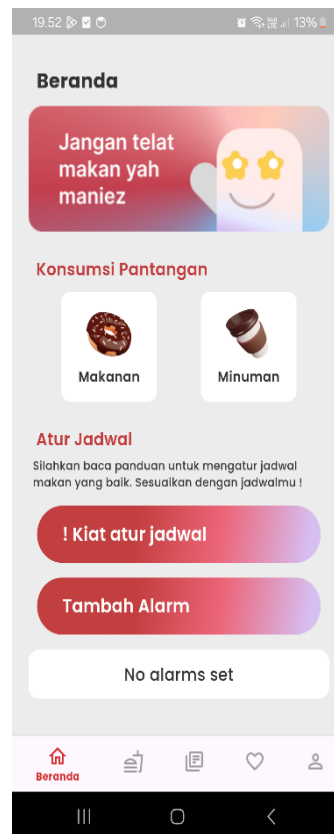 19.52
13%
Beranda
Jangan telat
makan yah
maniez
Konsumsi Pantangan
Makanan
Minuman
Atur Jadwal
Silahkan baca panduan untuk mengatur jadwal
makan yang baik. Sesuaikan dengan jadwalmu !
! Kiat atur jadwal
Tambah Alarm
No alarms set
Beranda